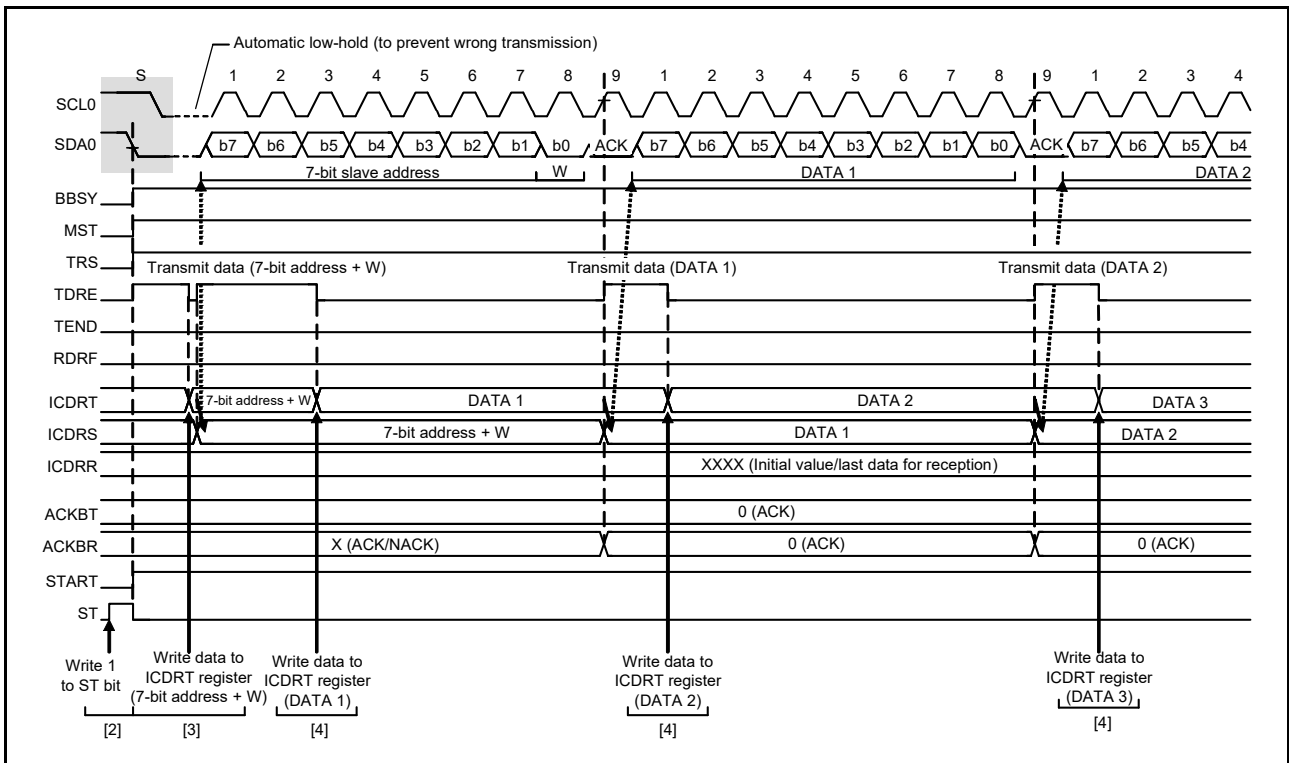 Automatic low-hold (to prevent wrong transmission)
S 1 2 3 4 5 6 7 8 9 1 2 3 4 5 6 7 8 9 1 2 3 4
SCL0
SDA0 b7 b6 b5 b4 b3 b2 b1 b0 ACK b7 b6 b5 b4 b3 b2 b1 b0 ACK b7 b6 b5 b4
7-bit slave address W DATA 1 DATA 2
BBSY
MST
TRS
Transmit data (7-bit address + W) Transmit data (DATA 1) Transmit data (DATA 2)
TDRE
TEND
RDRF
ICDRT 7-bit address + W DATA 1 DATA 2 DATA 3
ICDRS 7-bit address + W DATA 1 DATA 2
ICDRR XXXX (Initial value/last data for reception)
ACKBT 0 (ACK)
ACKBR X (ACK/NACK) 0 (ACK) 0 (ACK)
START
ST
Write 1
to ST bit
[2]
Write data to
ICDRT register
(7-bit address + W)
[3]
Write data to
ICDRT register
(DATA 1)
[4]
Write data to
ICDRT register
(DATA 2)
[4]
Write data to
ICDRT register
(DATA 3)
[4]